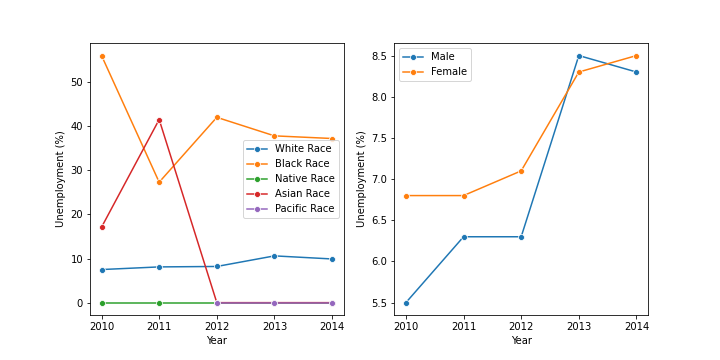 Unemployment (%)
50
40
30
20
10
0
2010 2011 2012 2013 2014
Year
White Race
Black Race
Native Race
Asian Race
Pacific Race
Unemployment (%)
8.5
8.0
7.5
7.0
6.5
6.0
5.5
2010 2011 2012 2013 2014
Year
Male
Female